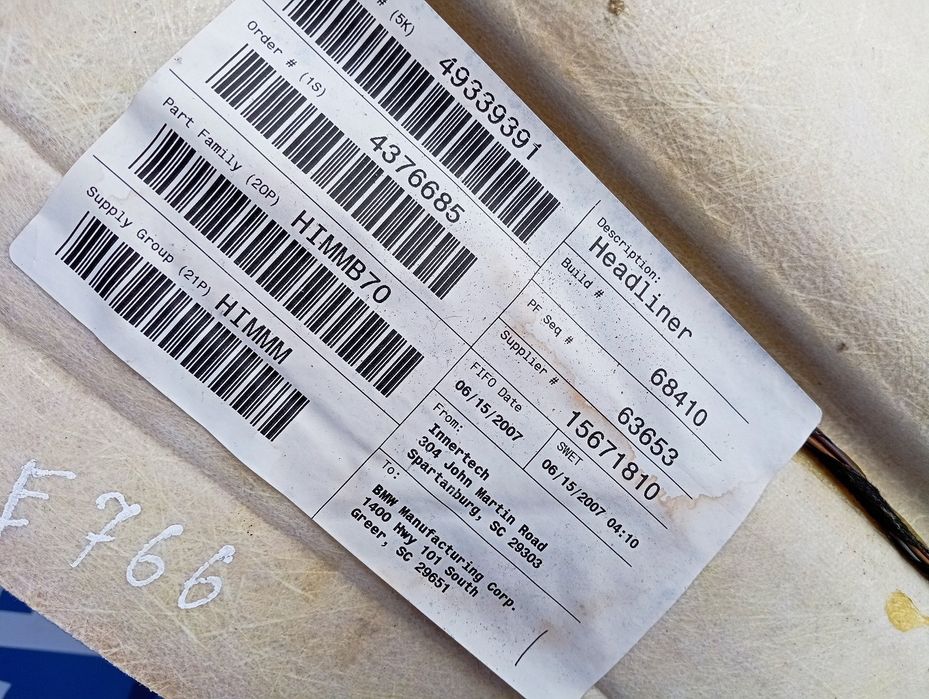 # (5K)
49339391
Order # (1S)
4376685
Part Family (20P)
HIMMB70
Supply Group (21P)
HIMMM
Description:
Headliner
Build #
68410
PF Seq #
63653
Supplier #
15671810
FIFO Date
06/15/2007
SWET
06/15/2007 04:10
From:
Innertech
304 John Martin Road
Spartanburg, SC 29303
To:
BMW Manufacturing Corp.
1400 Hwy 101 South
Greer, SC 29651
F 766